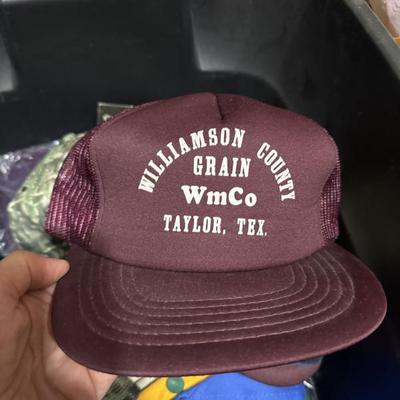 WILLIAMSON COUNTY
GRAIN
WmCo
TAYLOR, TEX.